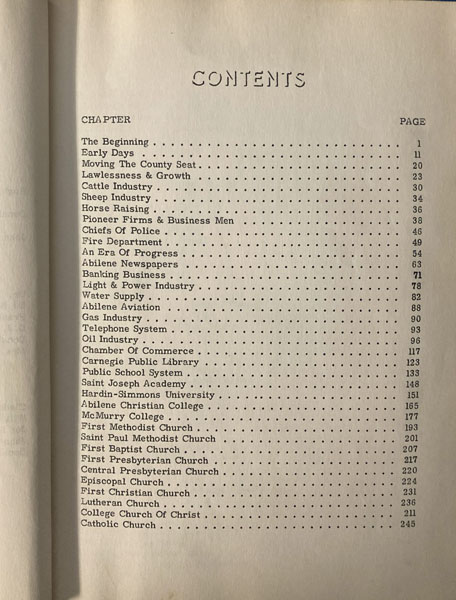 CONTENTS
CHAPTER PAGE
The Beginning 1
Early Days 11
Moving The County Seat 20
Lawlessness & Growth 23
Cattle Industry 30
Sheep Industry 34
Horse Raising 36
Pioneer Firms & Business Men 38
Chiefs Of Police 46
Fire Department 49
An Era Of Progress 54
Abilene Newspapers 63
Banking Business 71
Light & Power Industry 78
Water Supply 82
Abilene Aviation 88
Gas Industry 90
Telephone System 93
Oil Industry 96
Chamber Of Commerce 117
Carnegie Public Library 123
Public School System 133
Saint Joseph Academy 148
Hardin-Simmons University 151
Abilene Christian College 165
McMurry College 177
First Methodist Church 193
Saint Paul Methodist Church 201
First Baptist Church 207
First Presbyterian Church 217
Central Presbyterian Church 220
Episcopal Church 224
First Christian Church 231
Lutheran Church 236
College Church Of Christ 211
Catholic Church 245